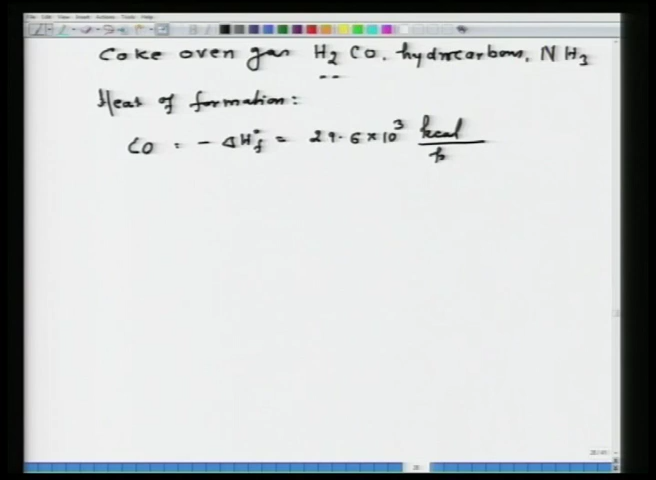 Coke oven gas H2 Co, hydrocarbons, NH3
Heat of formation:
CO : - ΔH°f = 29.6 × 10^3 kcal